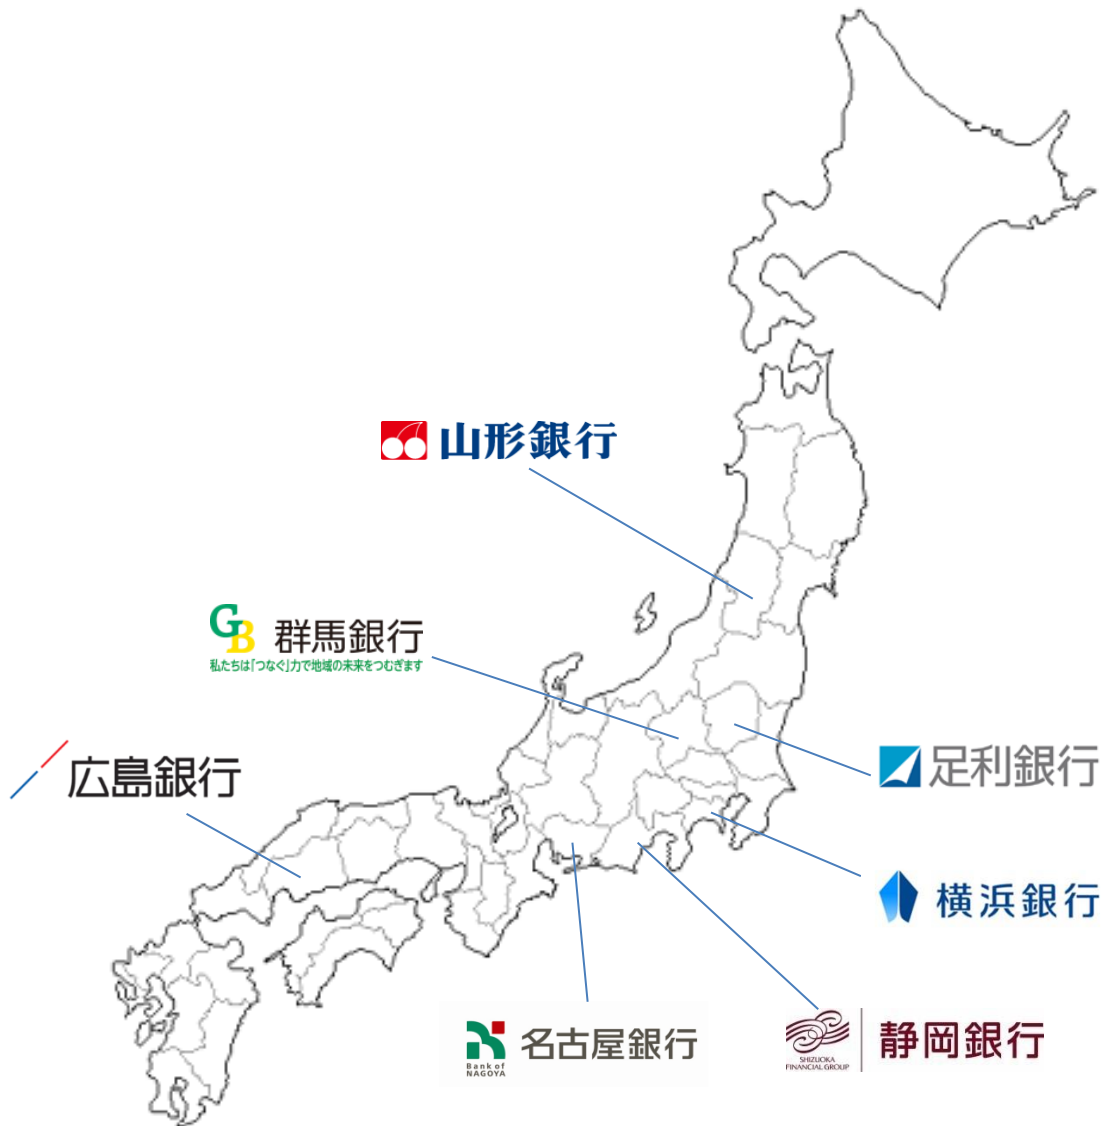 山形銀行
GB 群馬銀行
私たちは「つなぐ」力で地域の未来をつむぎます
広島銀行
足利銀行
横浜銀行
Bank of
NAGOYA
名古屋銀行
SHIZUOKA
FINANCIAL GROUP
静岡銀行